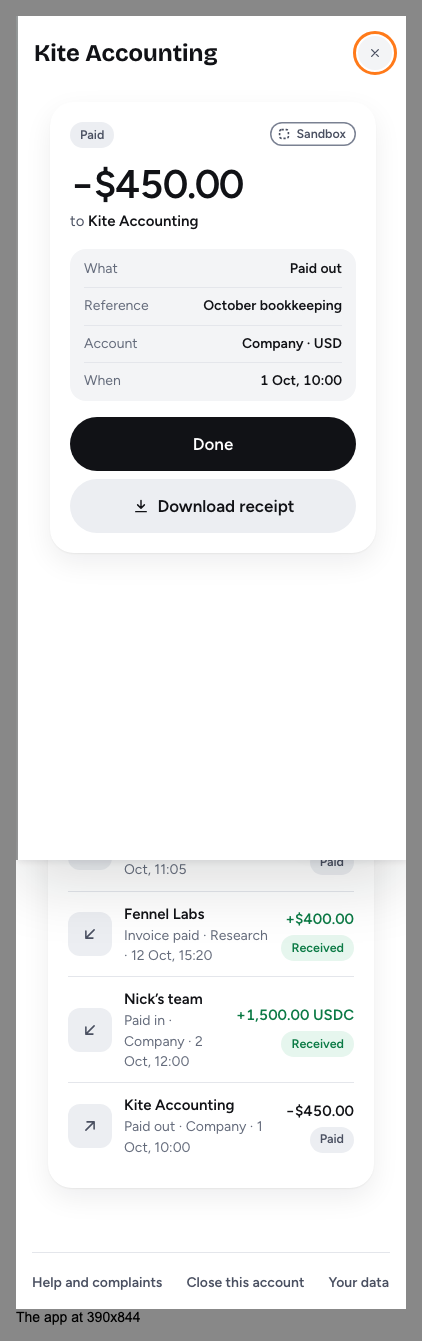 Kite Accounting
Paid
Sandbox
−$450.00
to Kite Accounting
What Paid out
Reference October bookkeeping
Account Company · USD
When 1 Oct, 10:00
Done
Download receipt
Oct, 11:05
Paid
Fennel Labs
+$400.00
Invoice paid · Research
· 12 Oct, 15:20
Received
Nick’s team
Paid in ·
Company · 2
Oct, 12:00
+1,500.00 USDC
Received
Kite Accounting
−$450.00
Paid out · Company · 1
Oct, 10:00
Paid
Help and complaints Close this account Your data
The app at 390x844